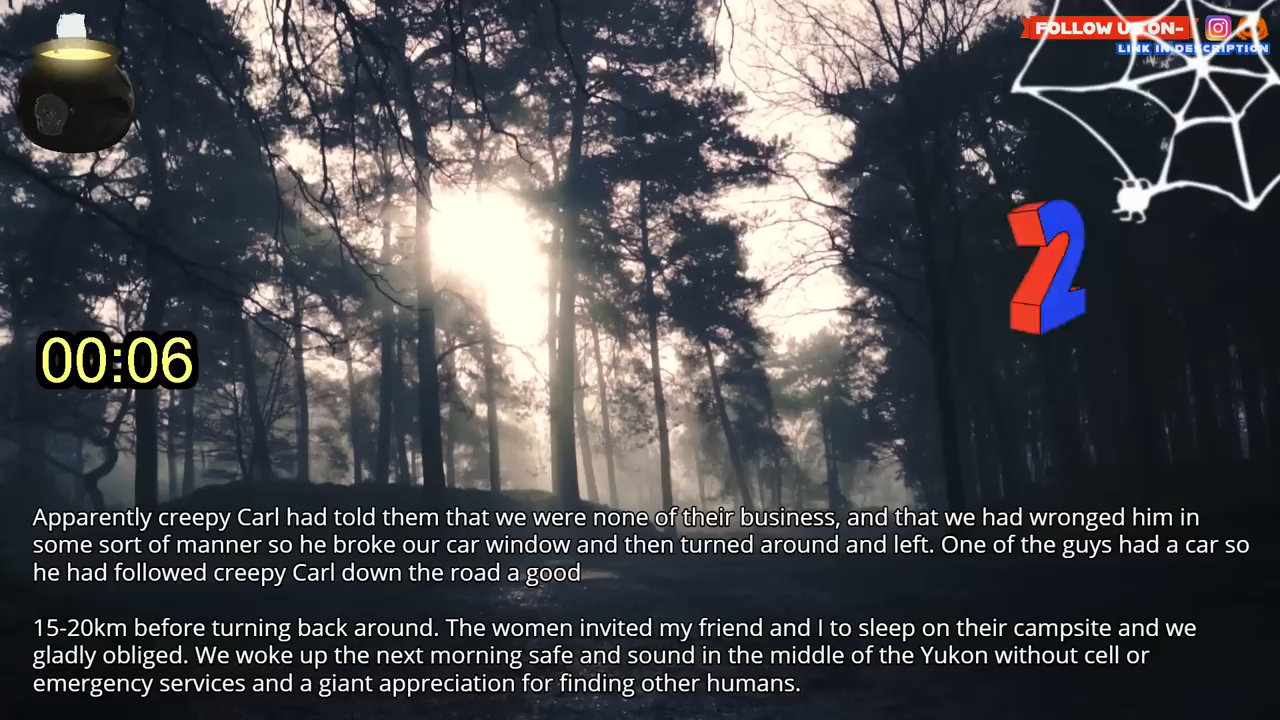 FOLLOW US ON-
LINK IN DESCRIPTION
2
00:06
Apparently creepy Carl had told them that we were none of their business, and that we had wronged him in
some sort of manner so he broke our car window and then turned around and left. One of the guys had a car so
he had followed creepy Carl down the road a good
15-20km before turning back around. The women invited my friend and I to sleep on their campsite and we
gladly obliged. We woke up the next morning safe and sound in the middle of the Yukon without cell or
emergency services and a giant appreciation for finding other humans.